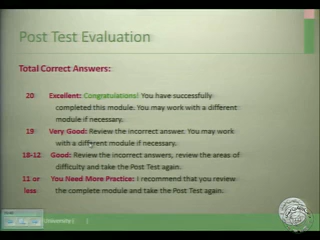 Post Test Evaluation
Total Correct Answers:
20: Excellent: Congratulations! You have successfully
completed this module. You may work with a different
module if necessary.
19: Very Good: Review the incorrect answer. You may work
with a different module if necessary.
18-12: Good: Review the incorrect answers, review the areas of
difficulty and take the Post Test again.
11 or You Need More Practice: I recommend that you review
less the complete module and take the Post Test again.
University |